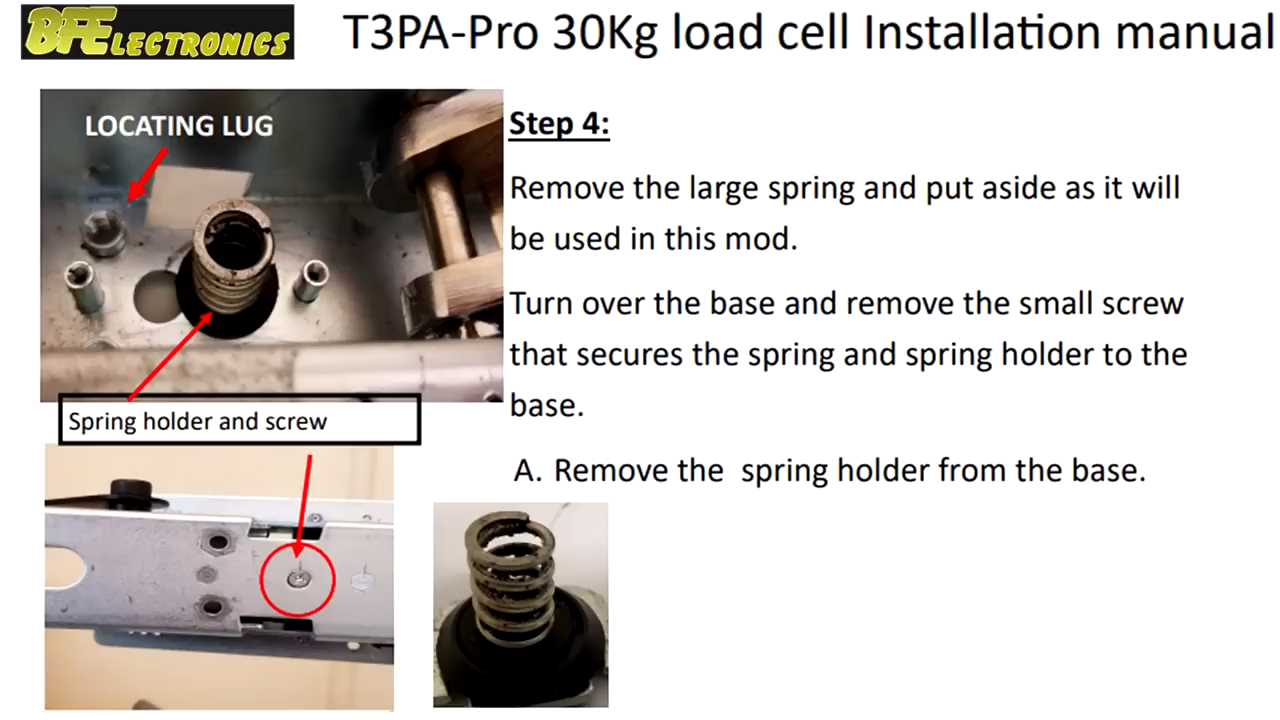 BFELECTRONICS
T3PA-Pro 30Kg load cell Installation manual
LOCATING LUG
Step 4:
Remove the large spring and put aside as it will
be used in this mod.
Turn over the base and remove the small screw
that secures the spring and spring holder to the
base.
Spring holder and screw
A. Remove the  spring holder from the base.